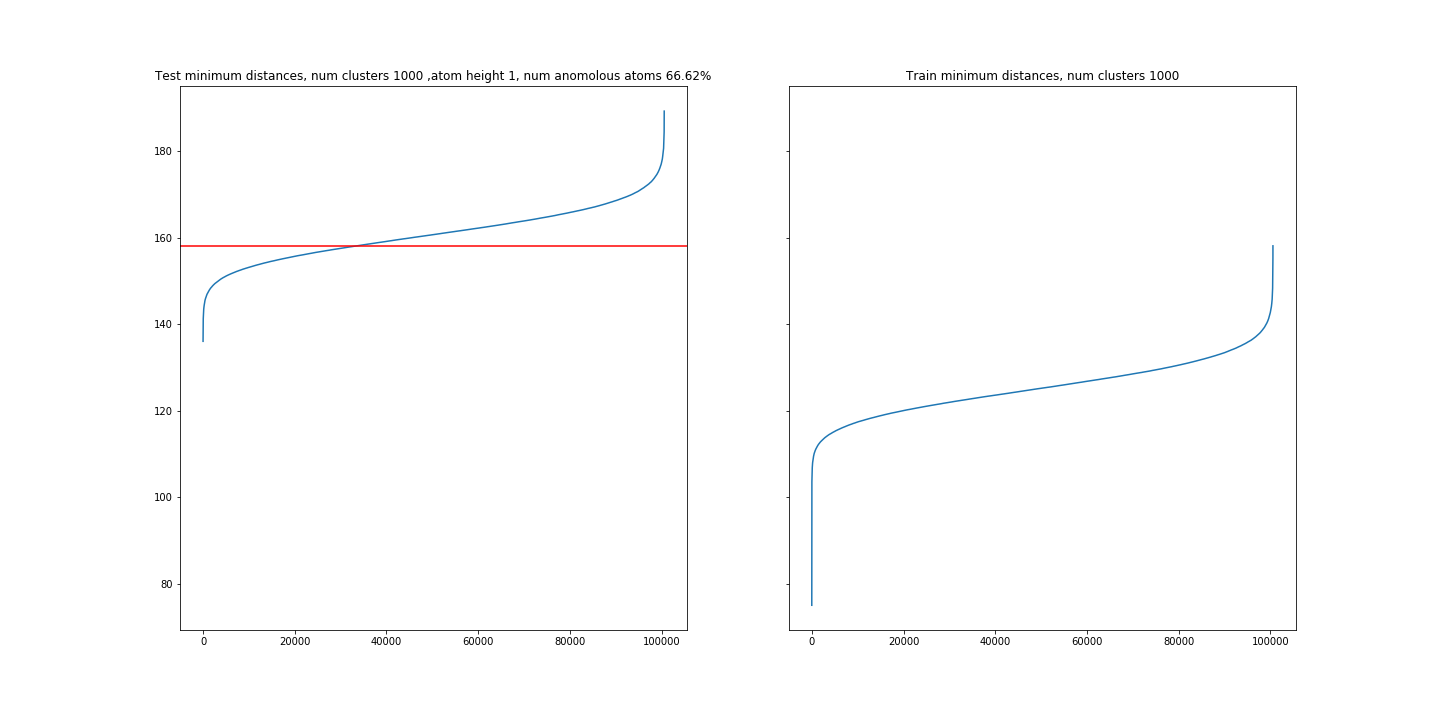 Test minimum distances, num clusters 1000 ,atom height 1, num anomolous atoms 66.62%
180
160
140
120
100
80
0 20000 40000 60000 80000 100000
Train minimum distances, num clusters 1000
0 20000 40000 60000 80000 100000